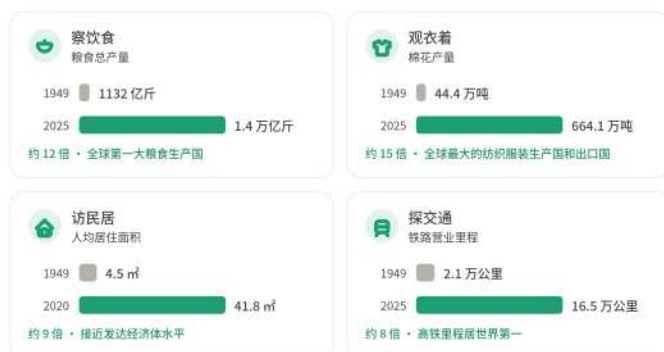 察饮食
粮食总产量
1949 1132 亿斤
2025 1.4 万亿斤
约 12 倍 · 全球第一大粮食生产国
观衣着
棉花产量
1949 44.4 万吨
2025 664.1 万吨
约 15 倍 · 全球最大的纺织服装生产国和出口国
访民居
人均居住面积
1949 4.5 ㎡
2020 41.8 ㎡
约 9 倍 · 接近发达经济体水平
探交通
铁路营业里程
1949 2.1 万公里
2025 16.5 万公里
约 8 倍 · 高铁里程居世界第一